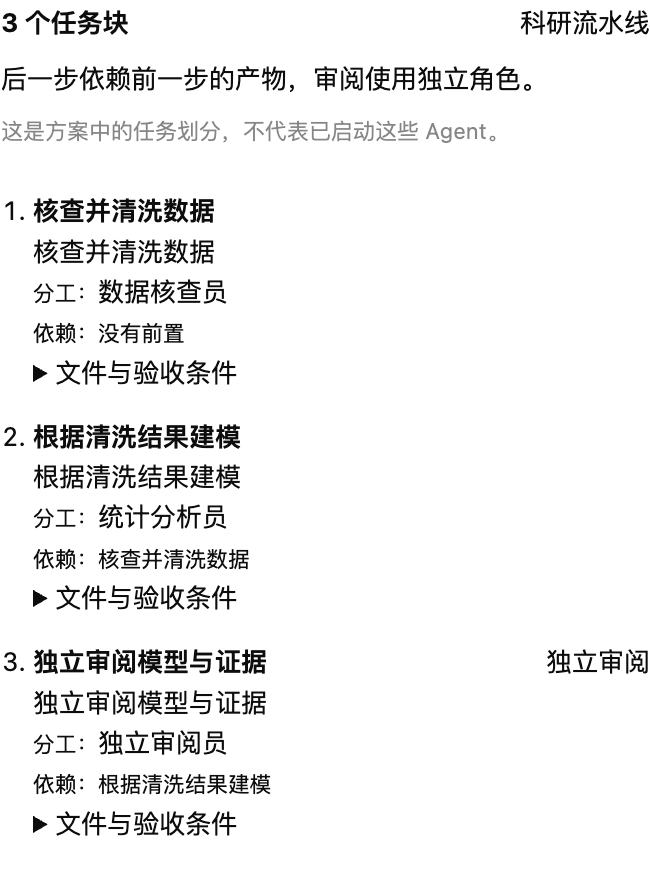 3 个任务块 科研流水线
后一步依赖前一步的产物，审阅使用独立角色。
这是方案中的任务划分，不代表已启动这些 Agent。
1. 核查并清洗数据
核查并清洗数据
分工：数据核查员
依赖：没有前置
▶ 文件与验收条件
2. 根据清洗结果建模
根据清洗结果建模
分工：统计分析员
依赖：核查并清洗数据
▶ 文件与验收条件
3. 独立审阅模型与证据 独立审阅
独立审阅模型与证据
分工：独立审阅员
依赖：根据清洗结果建模
▶ 文件与验收条件